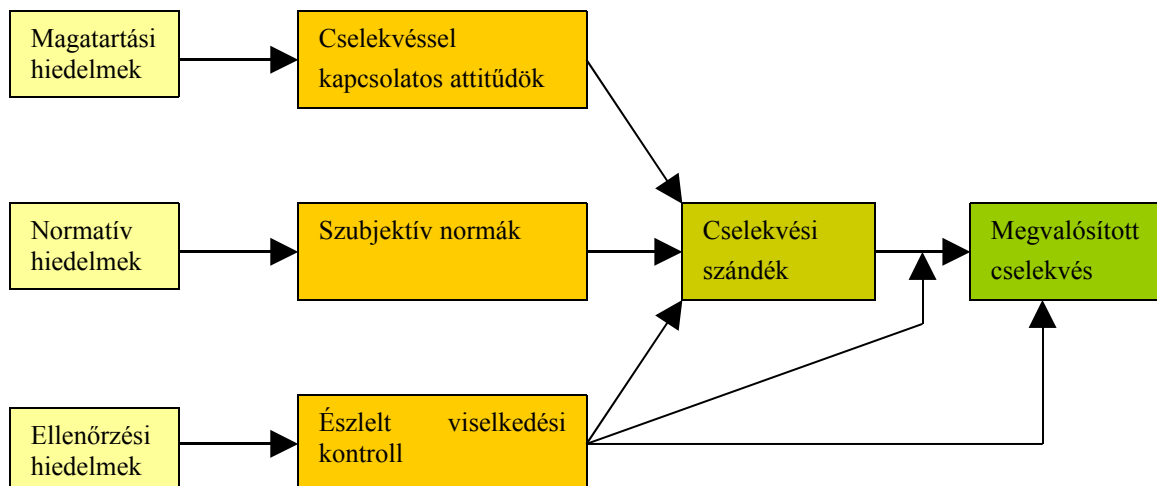 Magatartási
hiedelmek
Cselekvéssel
kapcsolatos attitűdök
Normatív
hiedelmek
Szubjektív normák
Cselekvési
szándék
Megvalósított
cselekvés
Ellenőrzési
hiedelmek
Észlelt viselkedési
kontroll